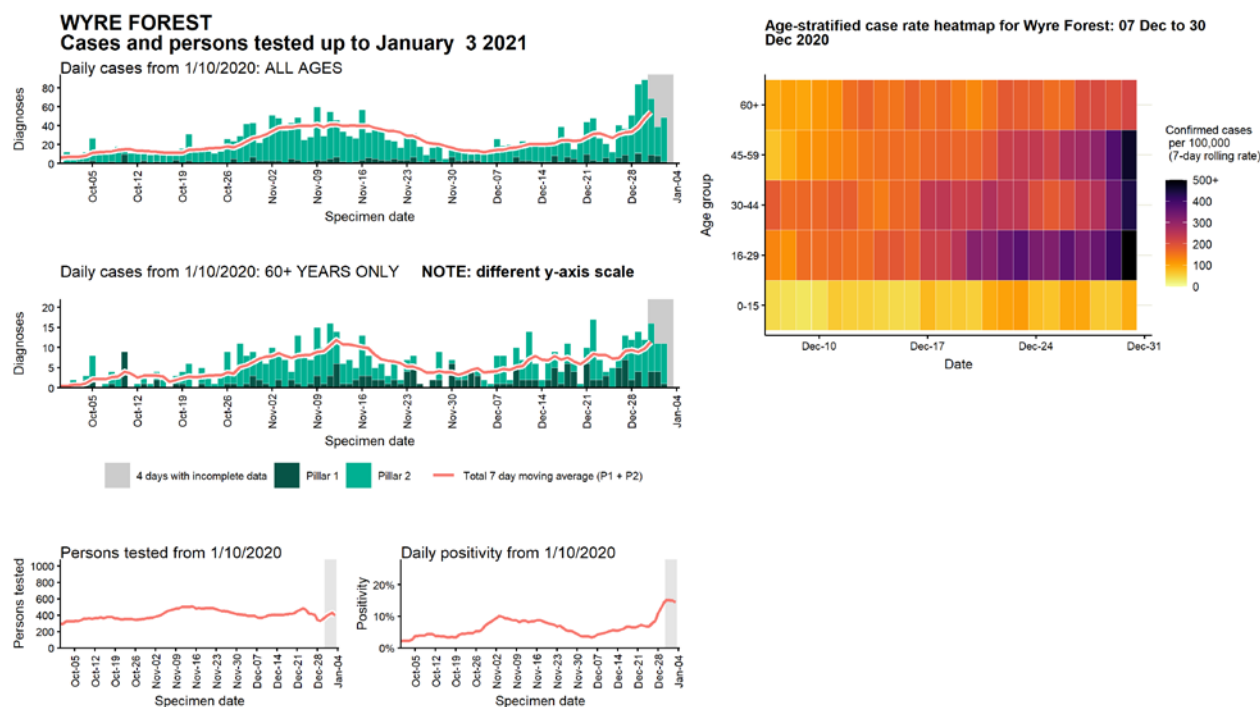 WYRE FOREST
Cases and persons tested up to January  3 2021
Daily cases from 1/10/2020: ALL AGES
Diagnoses
80
60
40
20
0
Oct-05
Oct-12
Oct-19
Oct-26
Nov-02
Nov-09
Nov-16
Nov-23
Nov-30
Dec-07
Dec-14
Dec-21
Dec-28
Jan-04
Specimen date
Daily cases from 1/10/2020: 60+ YEARS ONLY NOTE: different y-axis scale
Diagnoses
20
15
10
5
0
Oct-05
Oct-12
Oct-19
Oct-26
Nov-02
Nov-09
Nov-16
Nov-23
Nov-30
Dec-07
Dec-14
Dec-21
Dec-28
Jan-04
Specimen date
4 days with incomplete data
Pillar 1
Pillar 2
Total 7 day moving average (P1 + P2)
Persons tested from 1/10/2020
Persons tested
1000
800
600
400
200
0
Oct-05
Oct-12
Oct-19
Oct-26
Nov-02
Nov-09
Nov-16
Nov-23
Nov-30
Dec-07
Dec-14
Dec-21
Dec-28
Jan-04
Specimen date
Daily positivity from 1/10/2020
Positivity
20%
10%
0%
Oct-05
Oct-12
Oct-19
Oct-26
Nov-02
Nov-09
Nov-16
Nov-23
Nov-30
Dec-07
Dec-14
Dec-21
Dec-28
Jan-04
Specimen date
Age-stratified case rate heatmap for Wyre Forest: 07 Dec to 30
Dec 2020
Age group
60+
45-59
30-44
16-29
0-15
Dec-10
Dec-17
Dec-24
Dec-31
Date
Confirmed cases
per 100,000
(7-day rolling rate)
500+
400
300
200
100
0